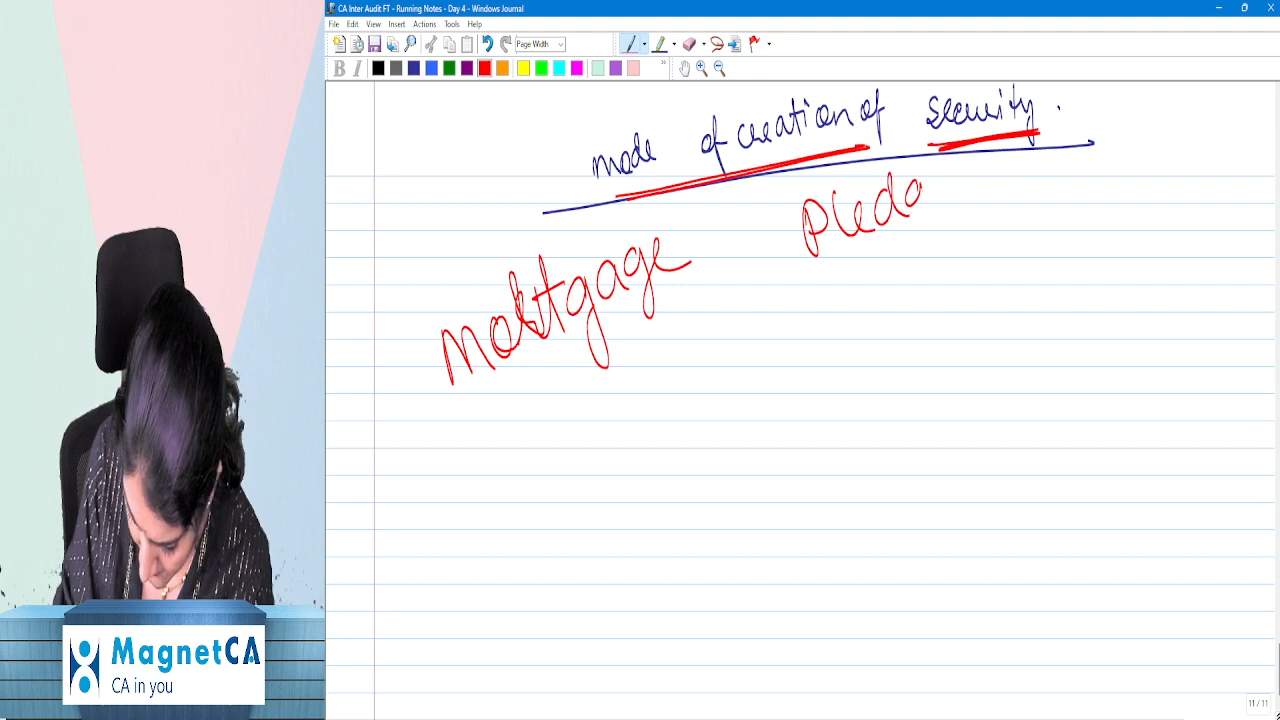 CA Inter Audit FT - Running Notes - Day 4 - Windows Journal
File Edit View Insert Actions Tools Help
Page Width
B I
mode of creation of security.
Mortgage Pleda
11 / 11
MagnetCA
CA in you